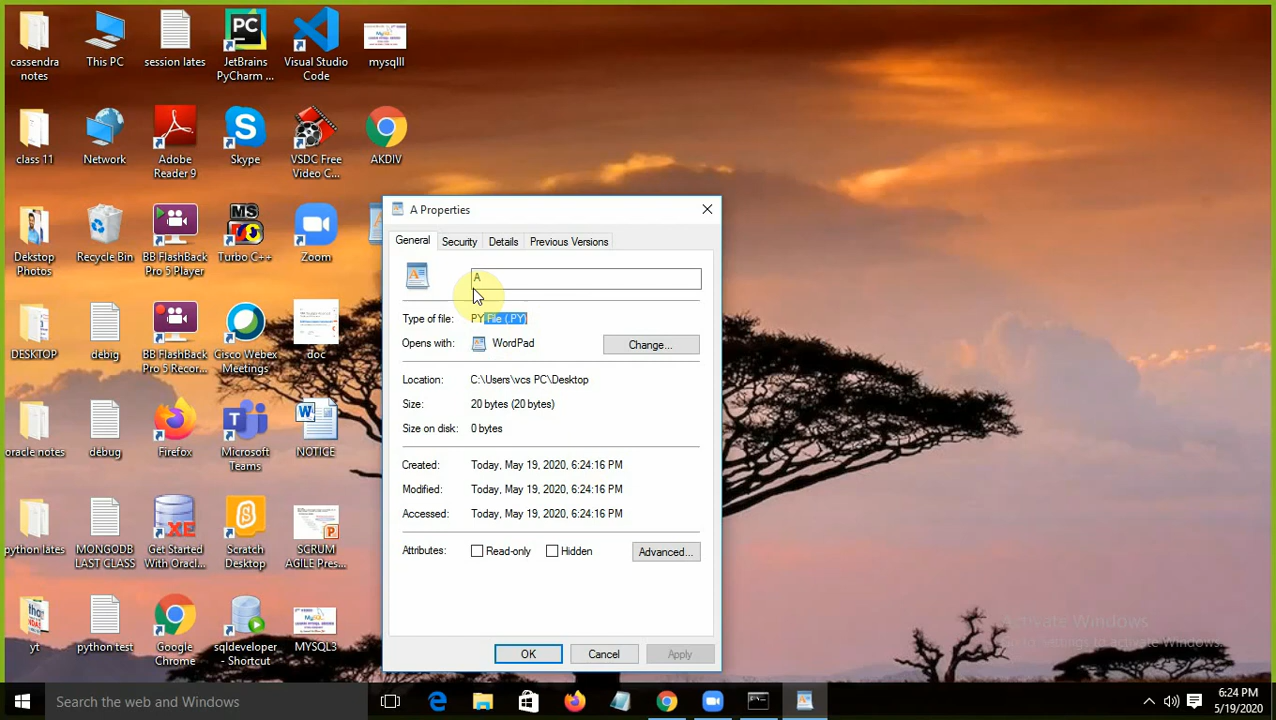 cassendra
notes
This PC
session lates
JetBrains
PyCharm ...
Visual Studio
Code
mysqlll
class 11
Network
Adobe
Reader 9
Skype
VSDC Free
Video C...
AKDIV
Dekstop
Photos
Recycle Bin
BB FlashBack
Pro 5 Player
Turbo C++
Zoom
DESKTOP
debig
BB FlashBack
Pro 5 Recor...
Cisco Webex
Meetings
doc
oracle notes
debug
Firefox
Microsoft
Teams
NOTICE
python lates
MONGODB
LAST CLASS
Get Started
With Oracl...
Scratch
Desktop
SCRUM
AGILE Pres...
yt
python test
Google
Chrome
sqldeveloper
- Shortcut
MYSQL3
A Properties
General
Security
Details
Previous Versions
A
Type of file: PY File (.PY)
Opens with: WordPad
Change...
Location: C:\Users\vcs PC\Desktop
Size: 20 bytes (20 bytes)
Size on disk: 0 bytes
Created: Today, May 19, 2020, 6:24:16 PM
Modified: Today, May 19, 2020, 6:24:16 PM
Accessed: Today, May 19, 2020, 6:24:16 PM
Attributes: Read-only Hidden Advanced...
OK Cancel Apply
Activate Windows
Settings to activate Windows.
Search the web and Windows
6:24 PM
5/19/2020